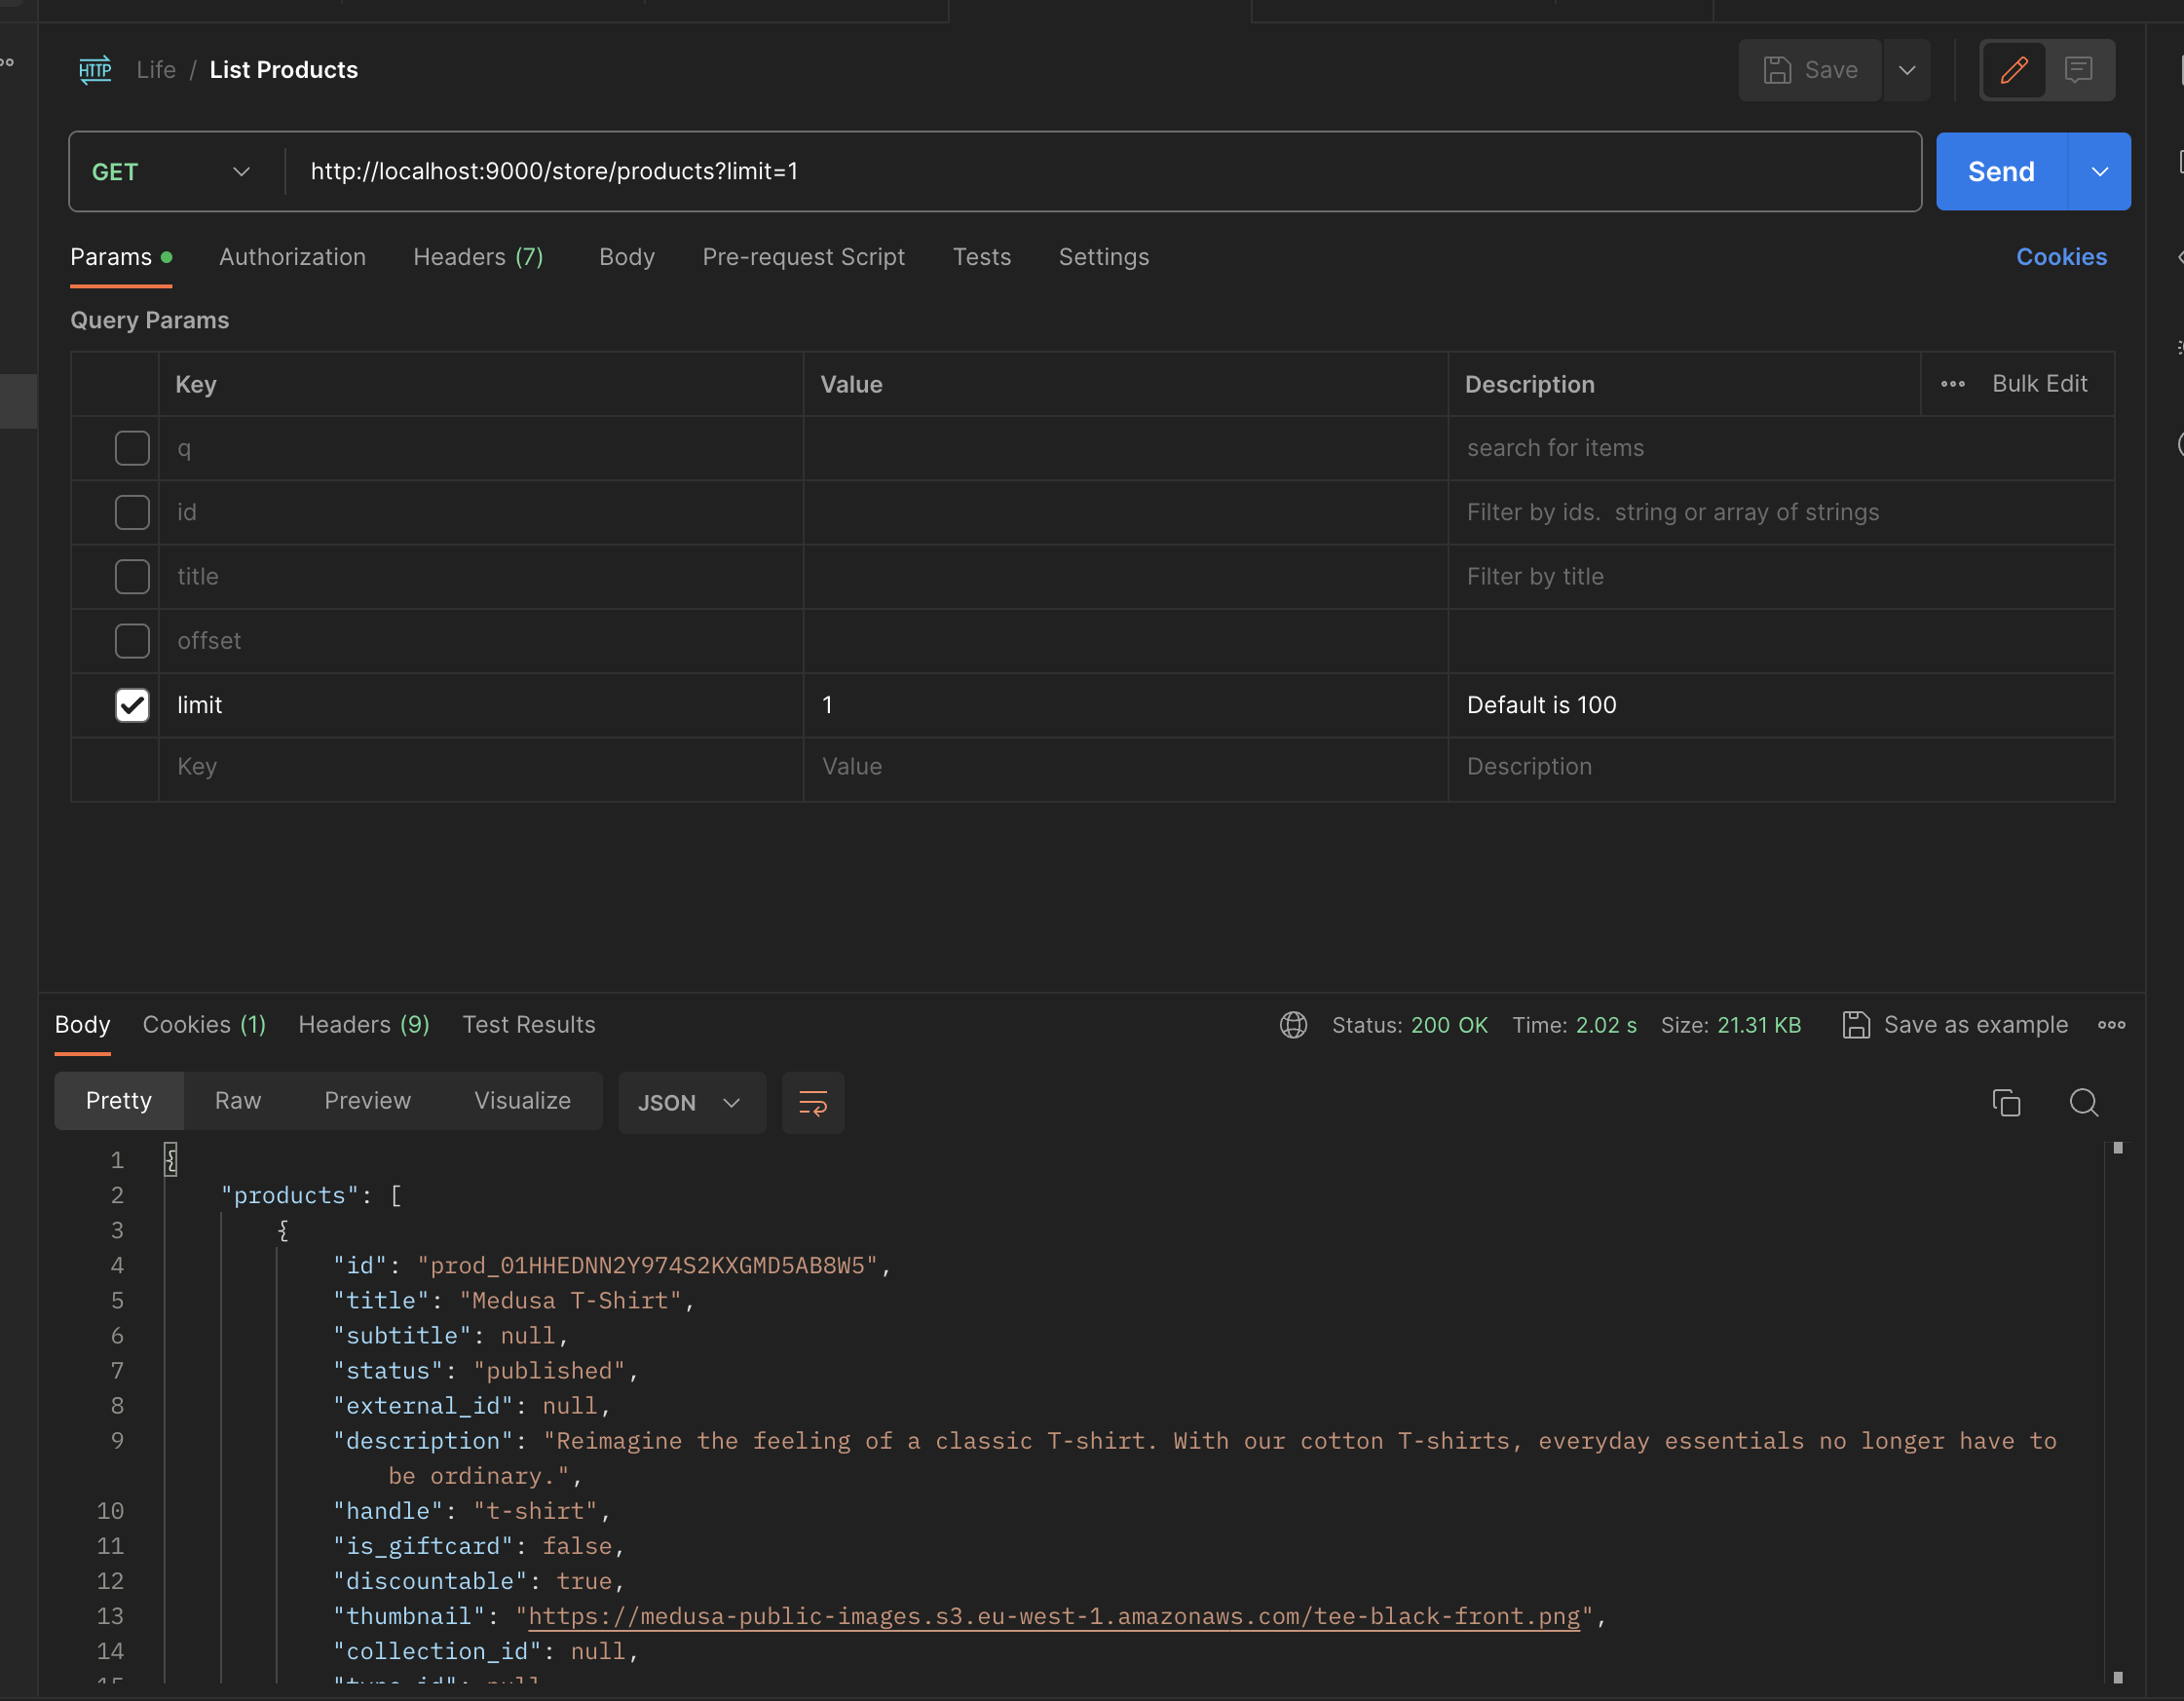 HTTP Life / List Products
Save
GET http://localhost:9000/store/products?limit=1
Send
Params Authorization Headers (7) Body Pre-request Script Tests Settings Cookies
Query Params
Key Value Description Bulk Edit
q search for items
id Filter by ids.  string or array of strings
title Filter by title
offset
limit 1 Default is 100
Key Value Description
Body Cookies (1) Headers (9) Test Results Status: 200 OK Time: 2.02 s Size: 21.31 KB Save as example
Pretty Raw Preview Visualize JSON
1 {
2 "products": [
3 {
4 "id": "prod_01HHEDNN2Y974S2KXGMD5AB8W5",
5 "title": "Medusa T-Shirt",
6 "subtitle": null,
7 "status": "published",
8 "external_id": null,
9 "description": "Reimagine the feeling of a classic T-shirt. With our cotton T-shirts, everyday essentials no longer have to
be ordinary.",
10 "handle": "t-shirt",
11 "is_giftcard": false,
12 "discountable": true,
13 "thumbnail": "https://medusa-public-images.s3.eu-west-1.amazonaws.com/tee-black-front.png",
14 "collection_id": null,
15 "type_id": null